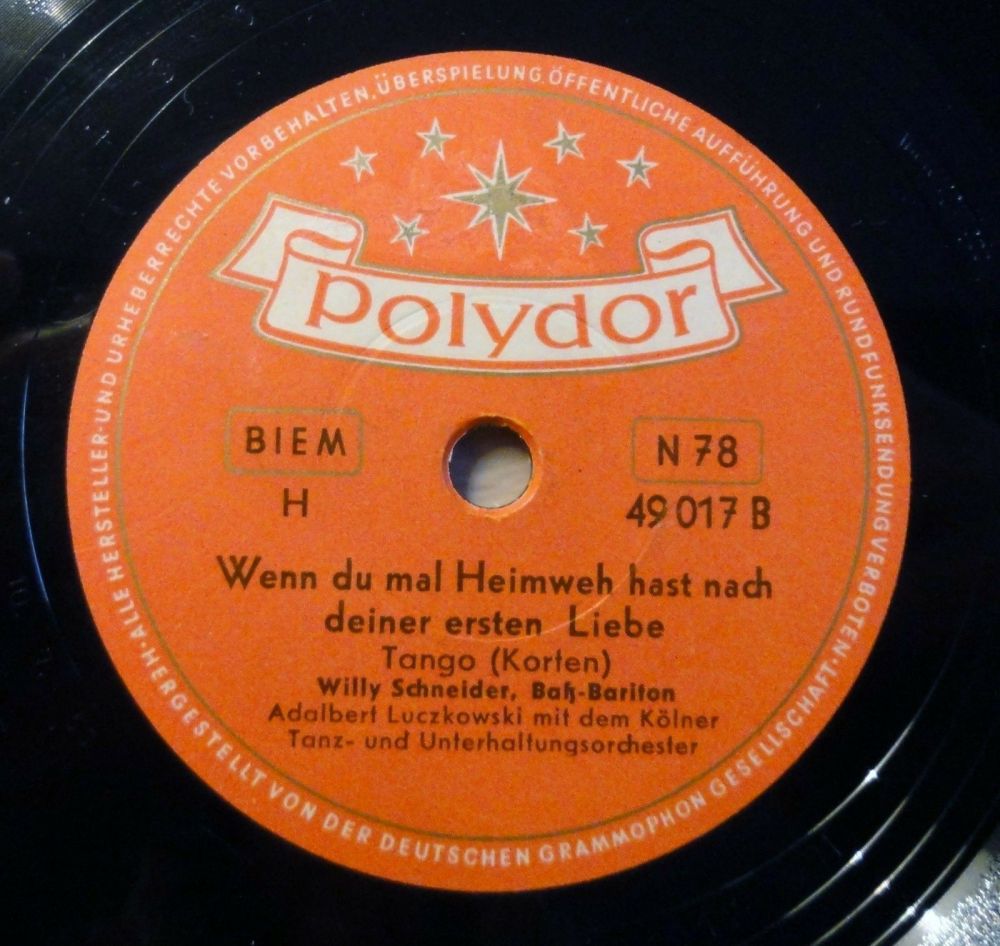 ALLE HERSTELLER- UND URHEBERRECHTE VORBEHALTEN. ÜBERSPIELUNG. ÖFFENTLICHE AUFFÜHRUNG UND RUNDFUNKSENDUNG VERBOTEN.
polydor
BIEM
N 78
H
49 017 B
Wenn du mal Heimweh hast nach
deiner ersten Liebe
Tango (Korten)
Willy Schneider, Baß-Bariton
Adalbert Luczkowski mit dem Kölner
Tanz- und Unterhaltungsorchester
HERGESTELLT VON DER DEUTSCHEN GRAMMOPHON GESELLSCHAFT